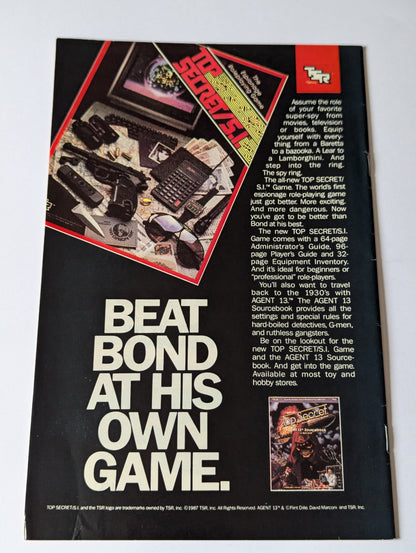 The
Espionage
Roleplaying Game
TOP
SECRET/S.I.
TSR
Assume the role
of your favorite
super-spy from
movies, television
or books. Equip
yourself with every-
thing from a Baretta
to a bazooka. A Lear to
a Lamborghini. And
step into the ring.
The spy ring.
The all-new TOP SECRET/
S.I.™ Game. The world's first
espionage role-playing game
just got better. More exciting.
And more dangerous. Now
you've got to be better than
Bond at his best.
The new TOP SECRET/S.I.
Game comes with a 64-page
Administrator's Guide, 96-
page Player's Guide and 32-
page Equipment Inventory.
And it's ideal for beginners or
"professional" role-players.
You'll also want to travel
back to the 1930's with
AGENT 13.™ The AGENT 13
Sourcebook provides all the
settings and special rules for
hard-boiled detectives, G-men,
and ruthless gangsters.
Be on the lookout for the
new TOP SECRET/S.I. Game
and the AGENT 13 Source-
book. And get into the game.
Available at most toy and
hobby stores.
BEAT
BOND
AT HIS
OWN
GAME.
Top Secret
Agent 13 Sourcebook
TOP SECRET/S.I. and the TSR logo are trademarks owned by TSR, Inc. ©1987 TSR, Inc. All Rights Reserved. AGENT 13™ & ©Flint Dille, David Marconi and TSR, Inc.